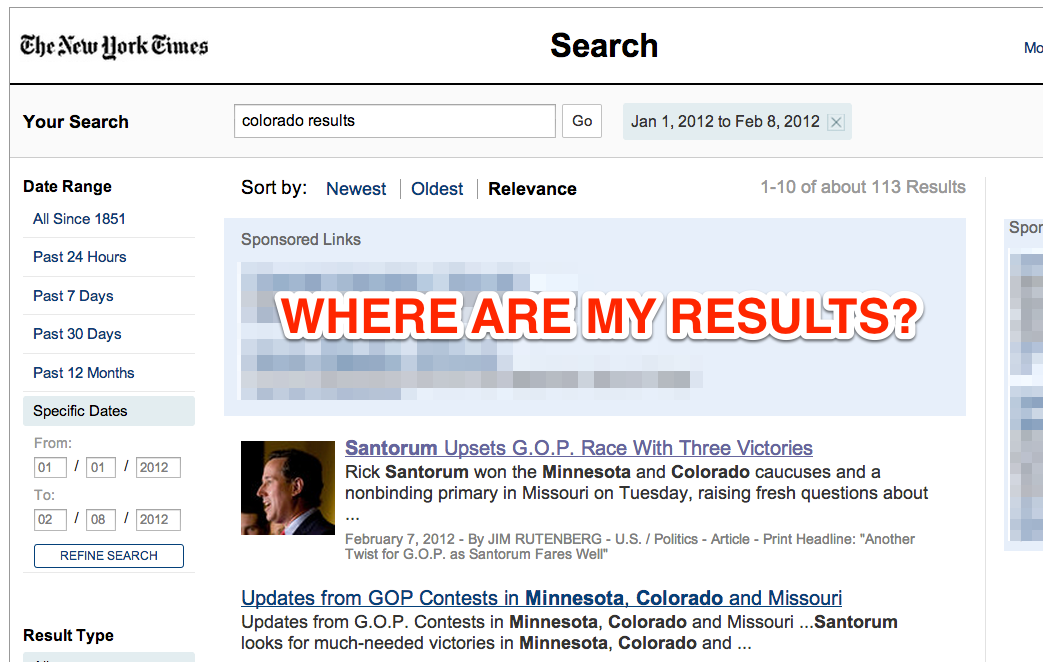 The New York Times
Search
Mo
Your Search
colorado results
Go
Jan 1, 2012 to Feb 8, 2012
Date Range
All Since 1851
Past 24 Hours
Past 7 Days
Past 30 Days
Past 12 Months
Specific Dates
From:
01 / 01 / 2012
To:
02 / 08 / 2012
REFINE SEARCH
Result Type
Sort by: Newest Oldest Relevance
1-10 of about 113 Results
Sponsored Links
WHERE ARE MY RESULTS?
Santorum Upsets G.O.P. Race With Three Victories
Rick Santorum won the Minnesota and Colorado caucuses and a
nonbinding primary in Missouri on Tuesday, raising fresh questions about
...
February 7, 2012 - By JIM RUTENBERG - U.S. / Politics - Article - Print Headline: "Another
Twist for G.O.P. as Santorum Fares Well"
Updates from GOP Contests in Minnesota, Colorado and Missouri
Updates from G.O.P. Contests in Minnesota, Colorado and Missouri ...Santorum
looks for much-needed victories in Minnesota, Colorado and ...
Spor